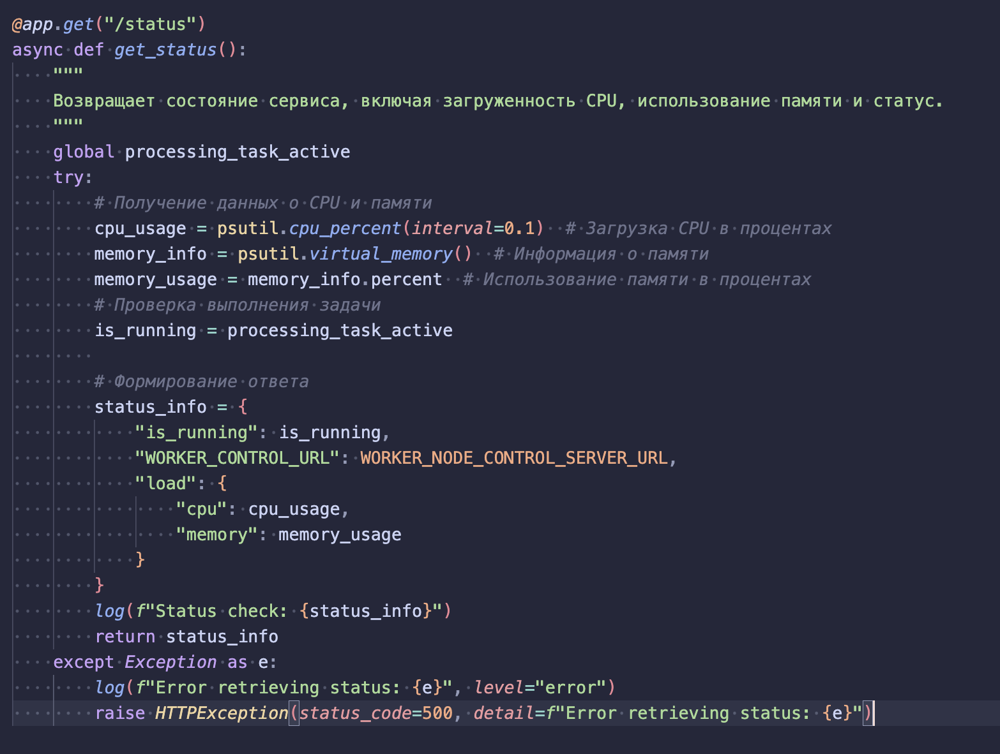 @app.get("/status")
async def get_status():
    """
    Возвращает состояние сервиса, включая загруженность CPU, использование памяти и статус.
    """
    global processing_task_active
    try:
        # Получение данных о CPU и памяти
        cpu_usage = psutil.cpu_percent(interval=0.1)  # Загрузка CPU в процентах
        memory_info = psutil.virtual_memory()  # Информация о памяти
        memory_usage = memory_info.percent  # Использование памяти в процентах
        # Проверка выполнения задачи
        is_running = processing_task_active
        
        # Формирование ответа
        status_info = {
            "is_running": is_running,
            "WORKER_CONTROL_URL": WORKER_NODE_CONTROL_SERVER_URL,
            "load": {
                "cpu": cpu_usage,
                "memory": memory_usage
            }
        }
        log(f"Status check: {status_info}")
        return status_info
    except Exception as e:
        log(f"Error retrieving status: {e}", level="error")
        raise HTTPException(status_code=500, detail=f"Error retrieving status: {e}")